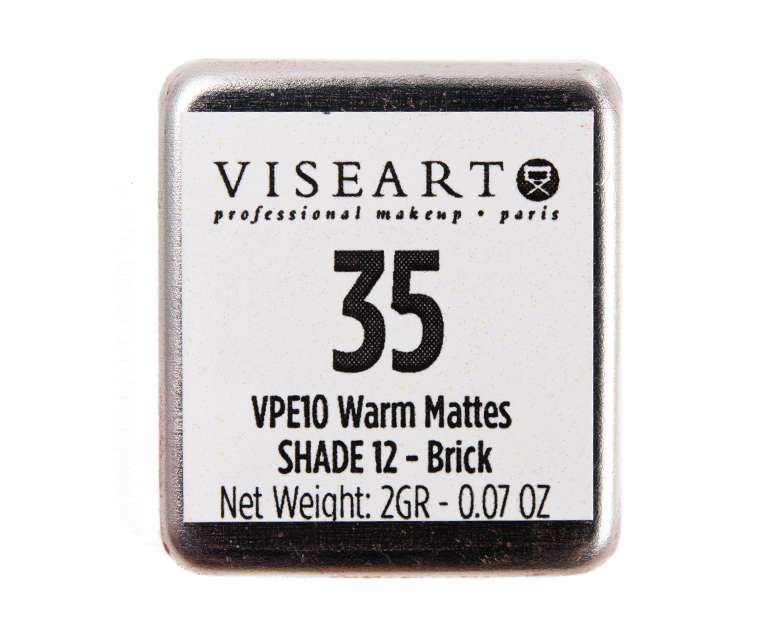 VISEART
professional makeup • paris
35
VPE10 Warm Mattes
SHADE 12 - Brick
Net Weight: 2GR - 0.07 OZ